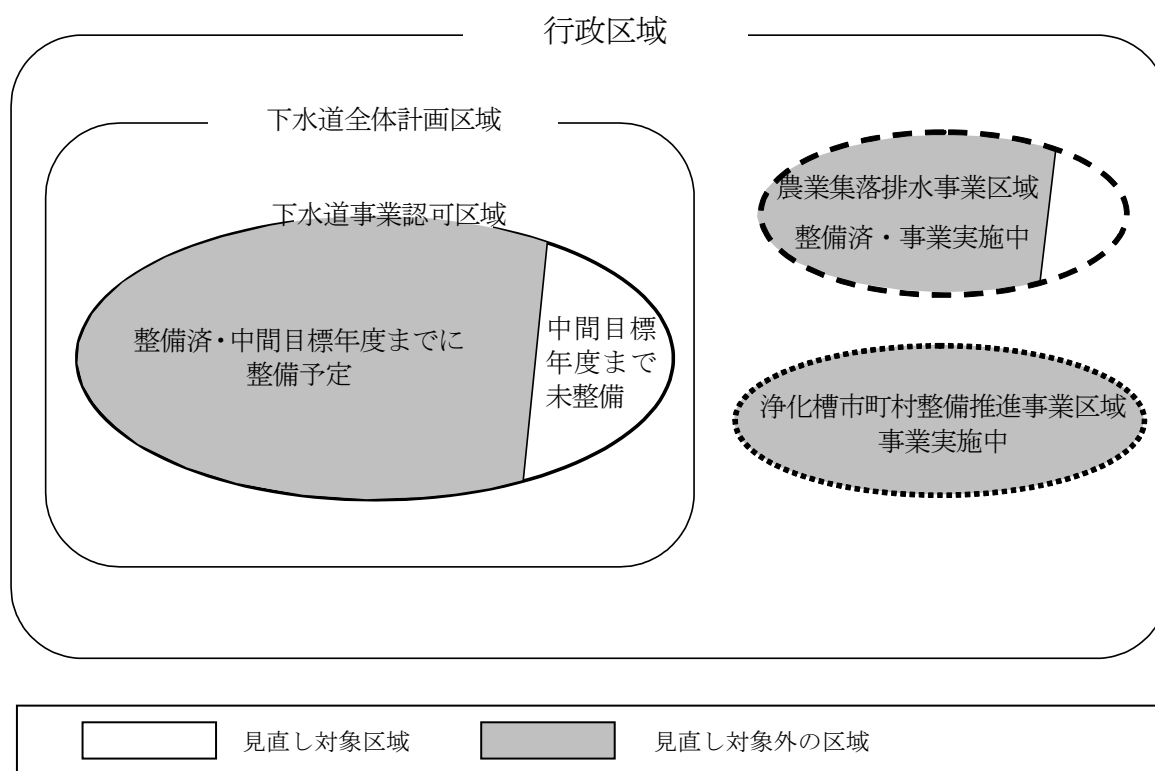 行政区域
下水道全体計画区域
下水道事業認可区域
整備済・中間目標年度までに
整備予定
中間目標
年度まで
未整備
農業集落排水事業区域
整備済・事業実施中
浄化槽市町村整備推進事業区域
事業実施中
見直し対象区域
見直し対象外の区域